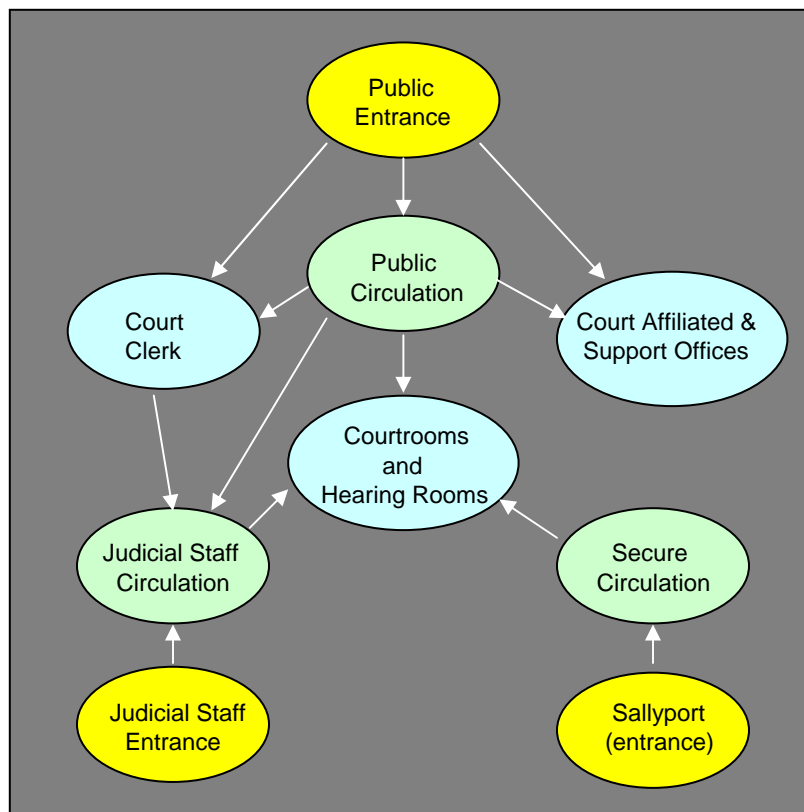 Public
Entrance
Public
Circulation
Court
Clerk
Court Affiliated &
Support Offices
Courtrooms
and
Hearing Rooms
Judicial Staff
Circulation
Secure
Circulation
Judicial Staff
Entrance
Sallyport
(entrance)